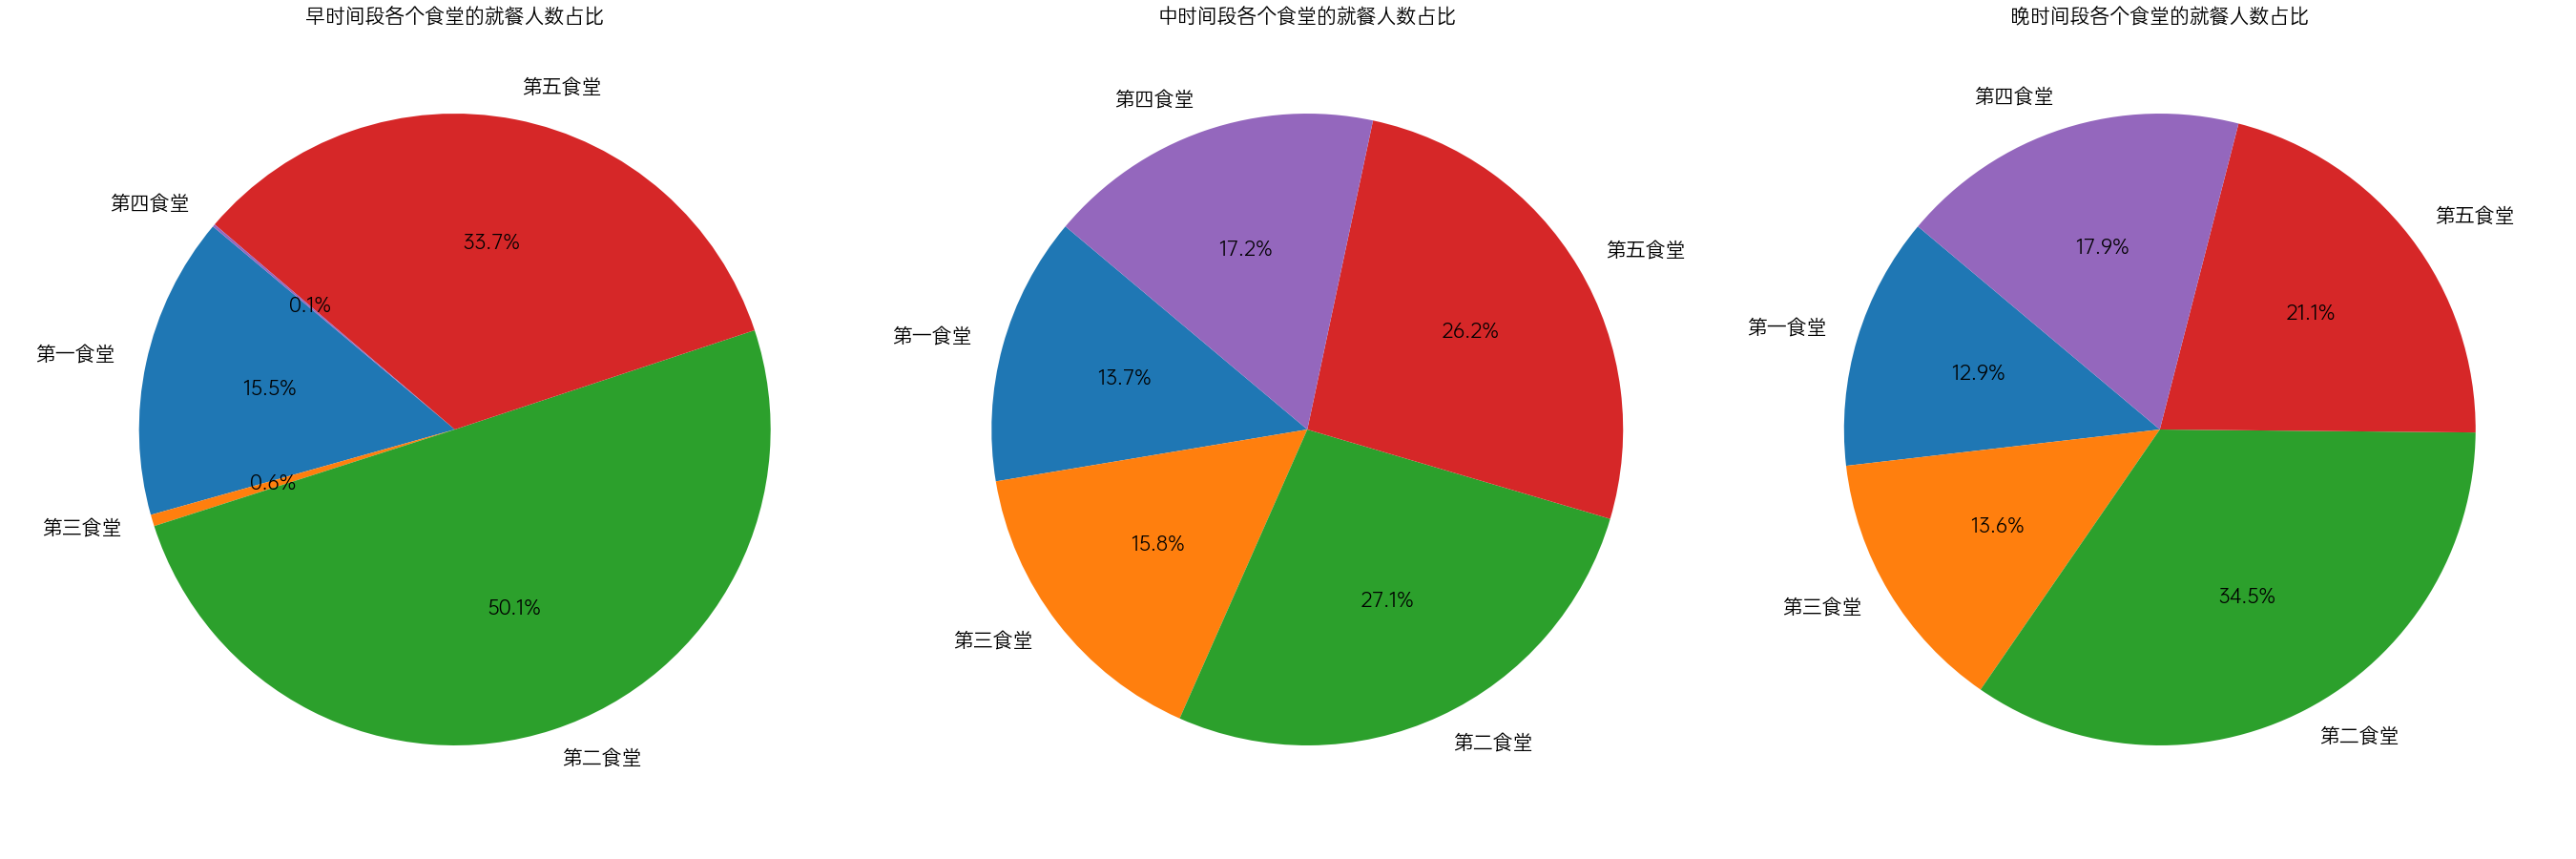 早时间段各个食堂的就餐人数占比
第五食堂
第四食堂
33.7%
0.1%
第一食堂
15.5%
0.6%
第三食堂
50.1%
第二食堂
中时间段各个食堂的就餐人数占比
第四食堂
17.2%
第五食堂
26.2%
第一食堂
13.7%
15.8%
27.1%
第三食堂
第二食堂
晚时间段各个食堂的就餐人数占比
第四食堂
第五食堂
17.9%
21.1%
第一食堂
12.9%
13.6%
34.5%
第三食堂
第二食堂